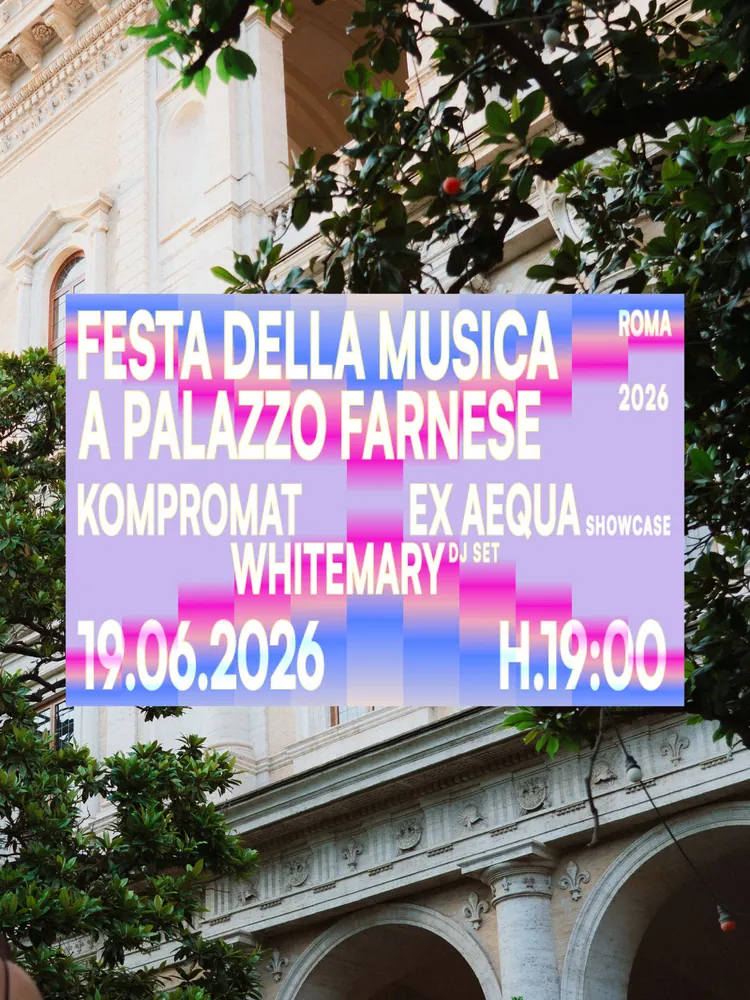 FESTA DELLA MUSICA
A PALAZZO FARNESE
ROMA
2026
KOMPROMAT
EX AEQUA SHOWCASE
WHITEMARY DJ SET
19.06.2026
H.19:00